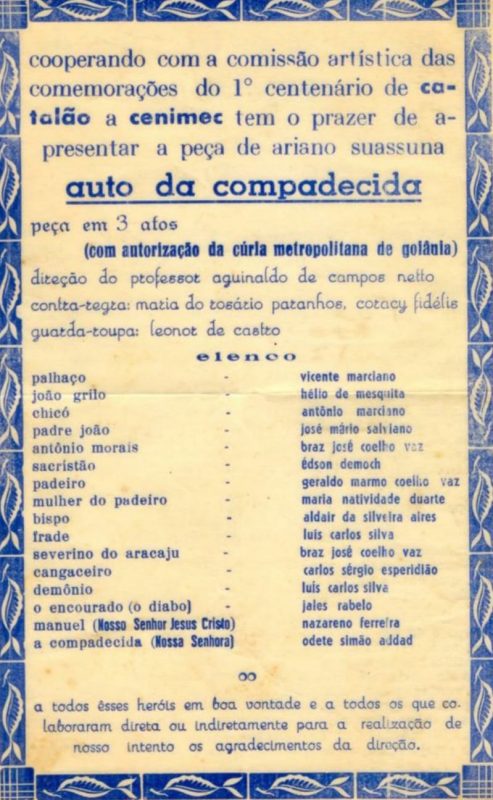 cooperando com a comissão artística das
comemorações do 1º centenário de ca-
talão a cenimec tem o prazer de a-
presentar a peça de ariano suassuna
auto da compadecida
peça em 3 atos
(com autorização da cúria metropolitana de goiânia)
direção do professor aguinaldo de campos netto
contra-regra: maria do rosário paranhos, coracy fidélis
guarda-roupa: leonor de castro
elenco
palhaço - vicente marciano
joão grilo - hélio de mesquita
chicó - antônio marciano
padre joão - josé mário salviano
antônio morais - braz josé coelho vaz
sacristão - édson democh
padeiro - geraldo marmo coelho vaz
mulher do padeiro - maria natividade duarte
bispo - aldair da silveira aires
frade - luis carlos silva
severino do aracaju - braz josé coelho vaz
cangaceiro - carlos sérgio esperidião
demônio - luis carlos silva
o encourado (o diabo) - jales rabelo
manuel (Nosso Senhor Jesus Cristo) nazareno ferreira
a compadecida (Nossa Senhora) odete simão addad
a todos êsses heróis em boa vontade e a todos os que co-
laboraram direta ou indiretamente para a realização de
nosso intento os agradecimentos da direção.